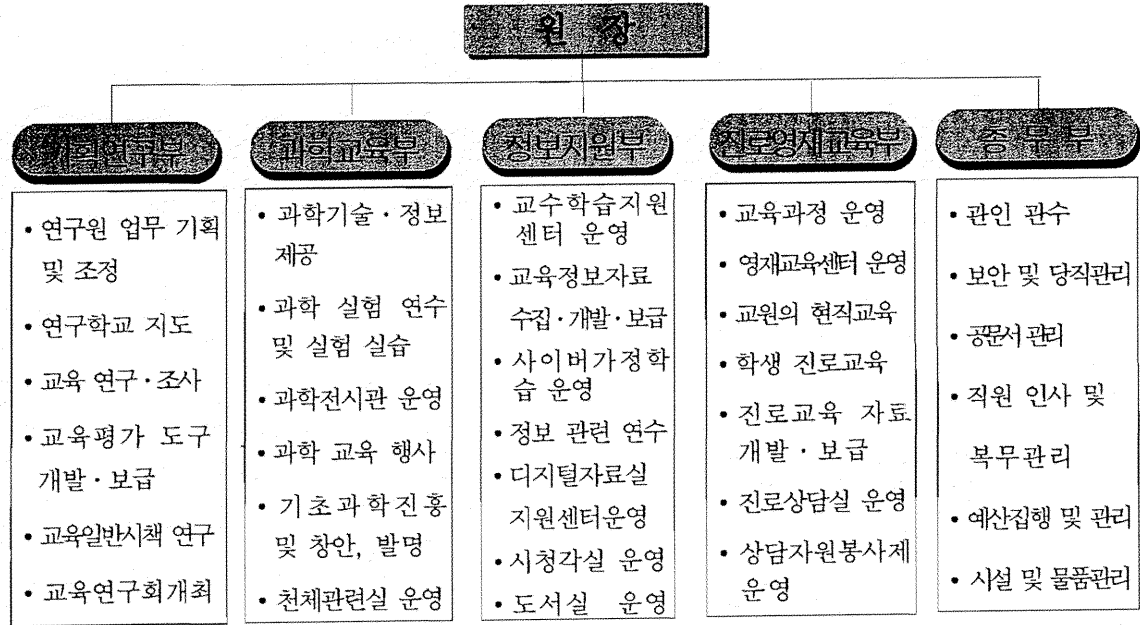 원 장
기획연구부
과학교육부
정보지원부
진로영재교육부
총 무 부
• 연구원 업무 기획
및 조정
• 연구학교 지도
• 교육 연구·조사
• 교육평가 도구
개발·보급
• 교육일반시책 연구
• 교육연구회개최
• 과학기술·정보
제공
• 과학 실험 연수
및 실험 실습
• 과학전시관 운영
• 과학 교육 행사
• 기초과학진흥
및 창안, 발명
• 천체관련실 운영
• 교수학습지원
센터 운영
• 교육정보자료
수집·개발·보급
• 사이버가정학
습 운영
• 정보 관련 연수
• 디지털자료실
지원센터운영
• 시청각실 운영
• 도서실 운영
• 교육과정 운영
• 영재교육센터 운영
• 교원의 현직교육
• 학생 진로교육
• 진로교육 자료
개발·보급
• 진로상담실 운영
• 상담자원봉사제
운영
• 관인 관수
• 보안 및 당직관리
• 공문서 관리
• 직원 인사 및
복무관리
• 예산집행 및 관리
• 시설 및 물품관리